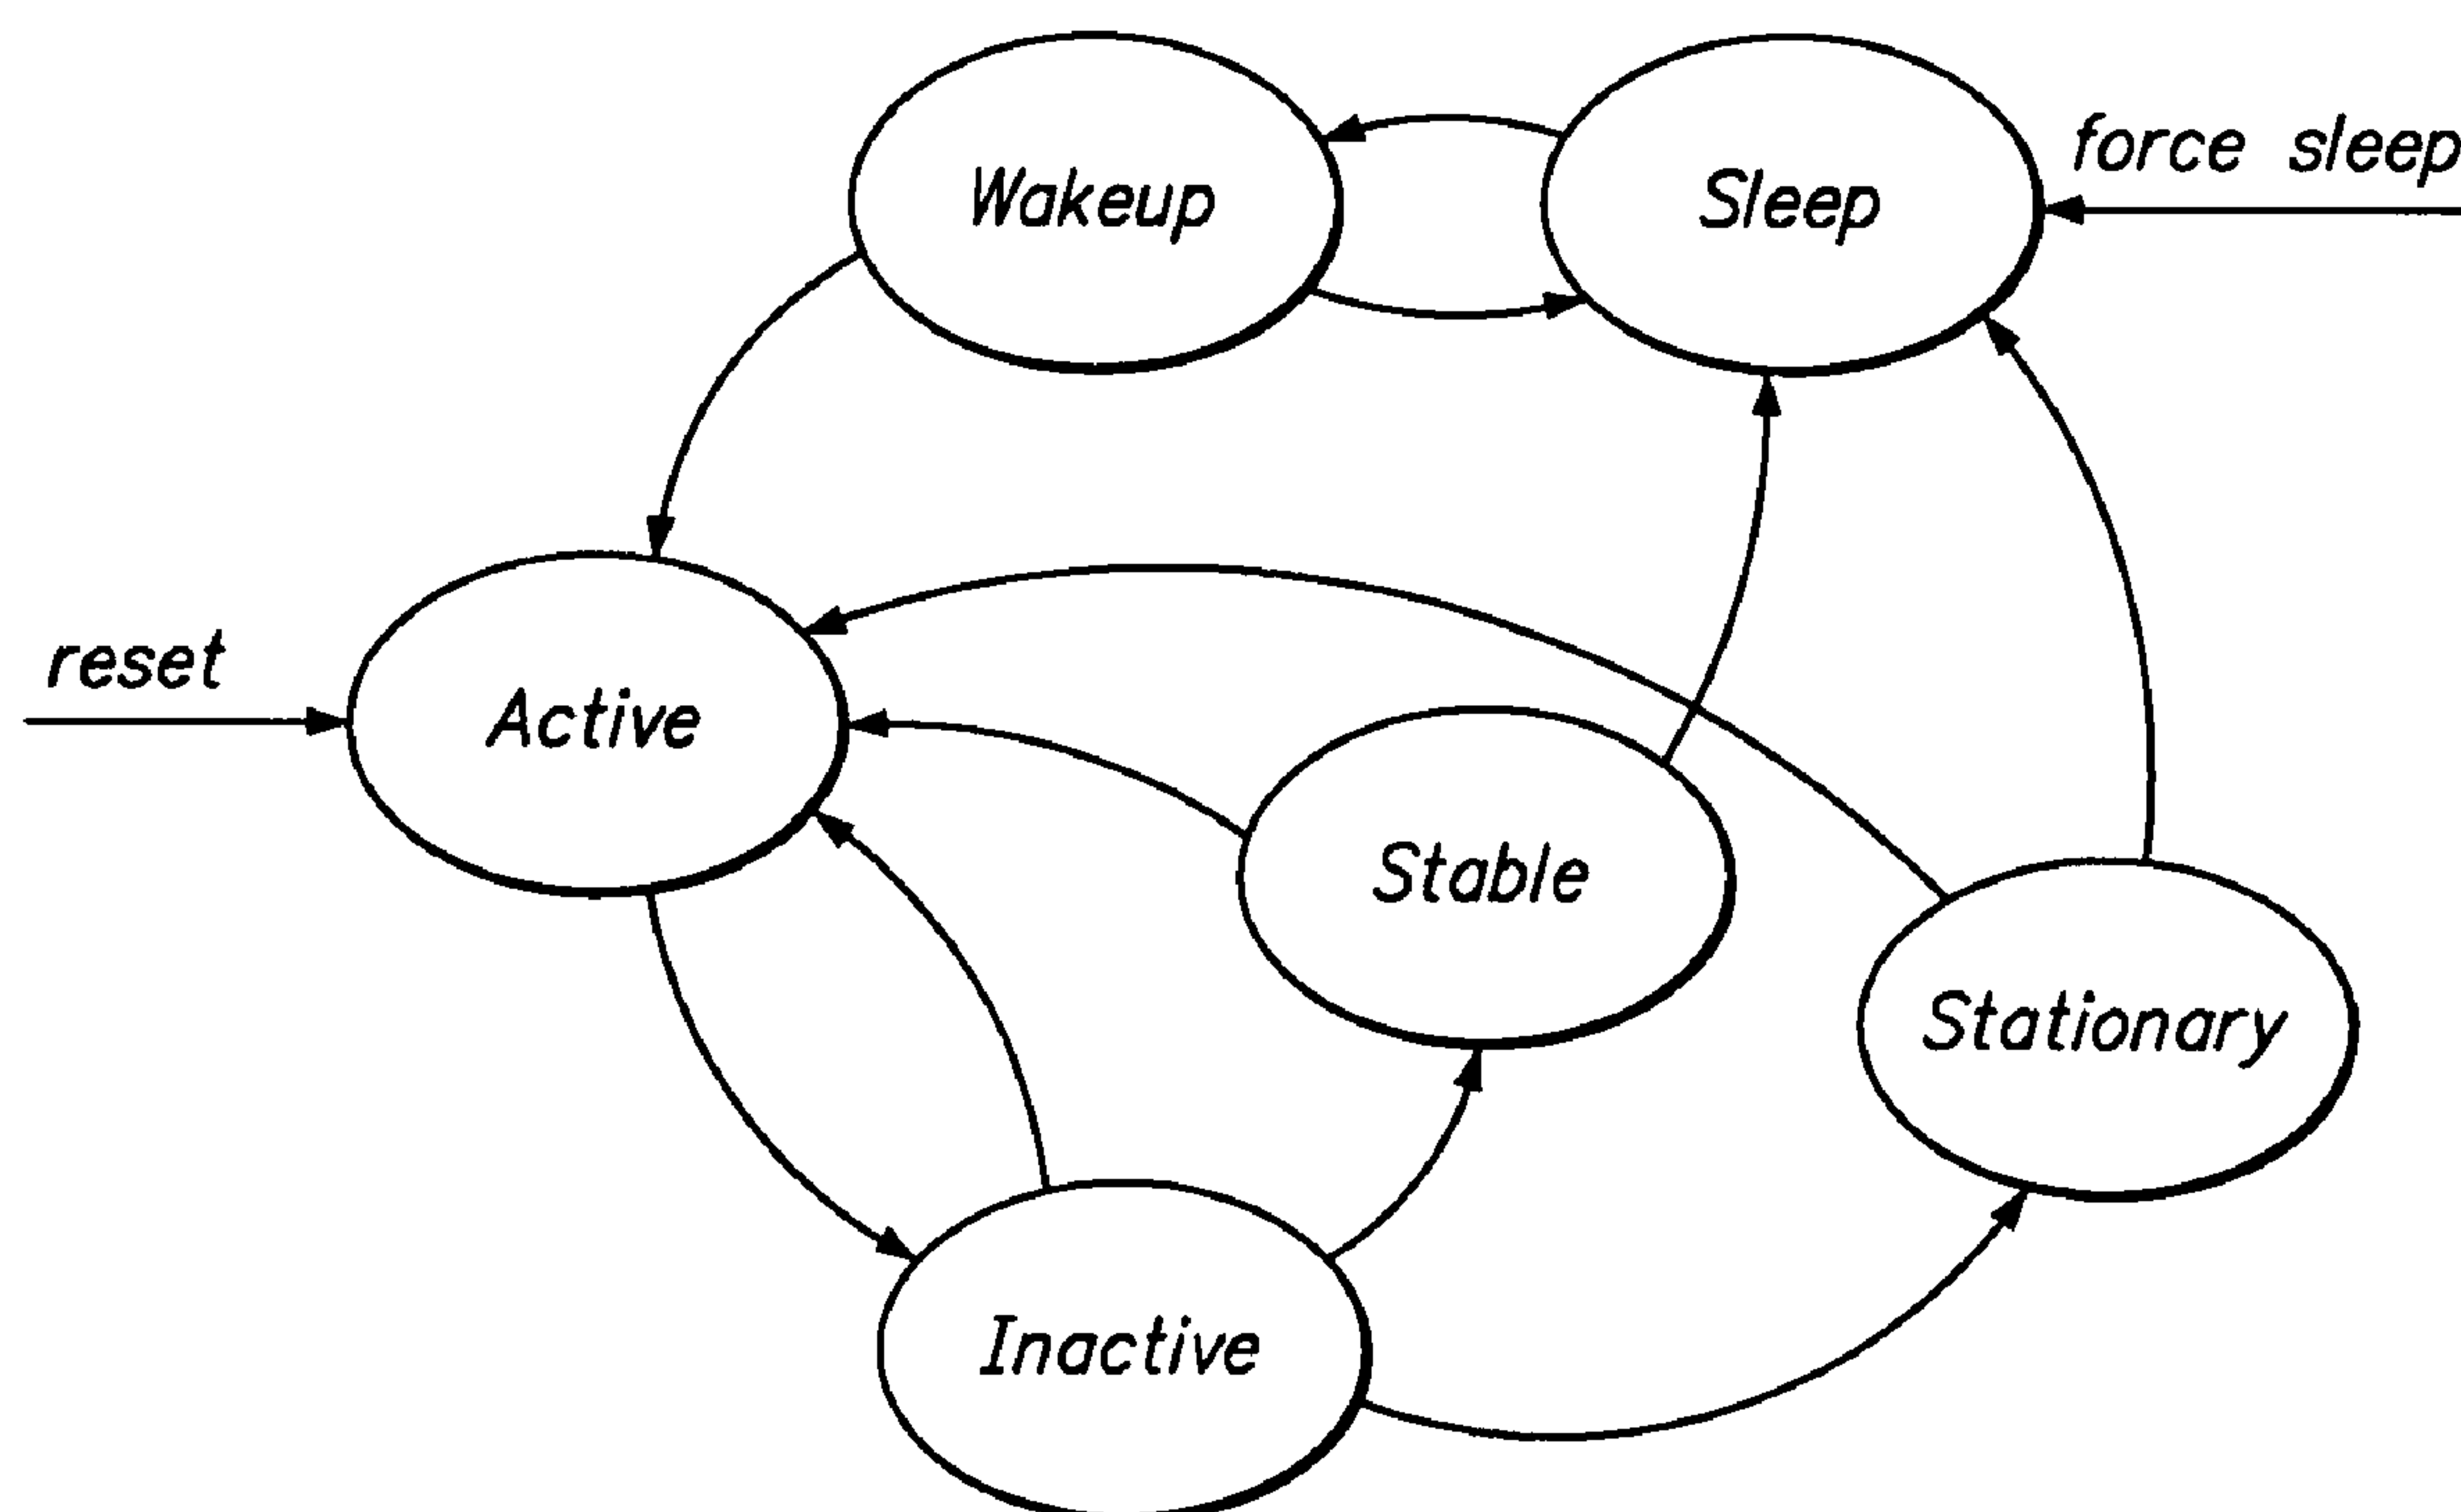 Wakeup
Sleep
force sleep
reset
Active
Stable
Stationary
Inactive